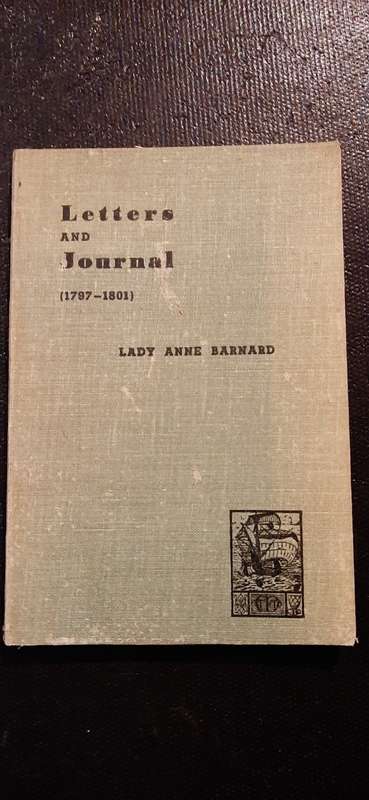 Letters
AND
Journal
(1797–1801)
LADY ANNE BARNARD